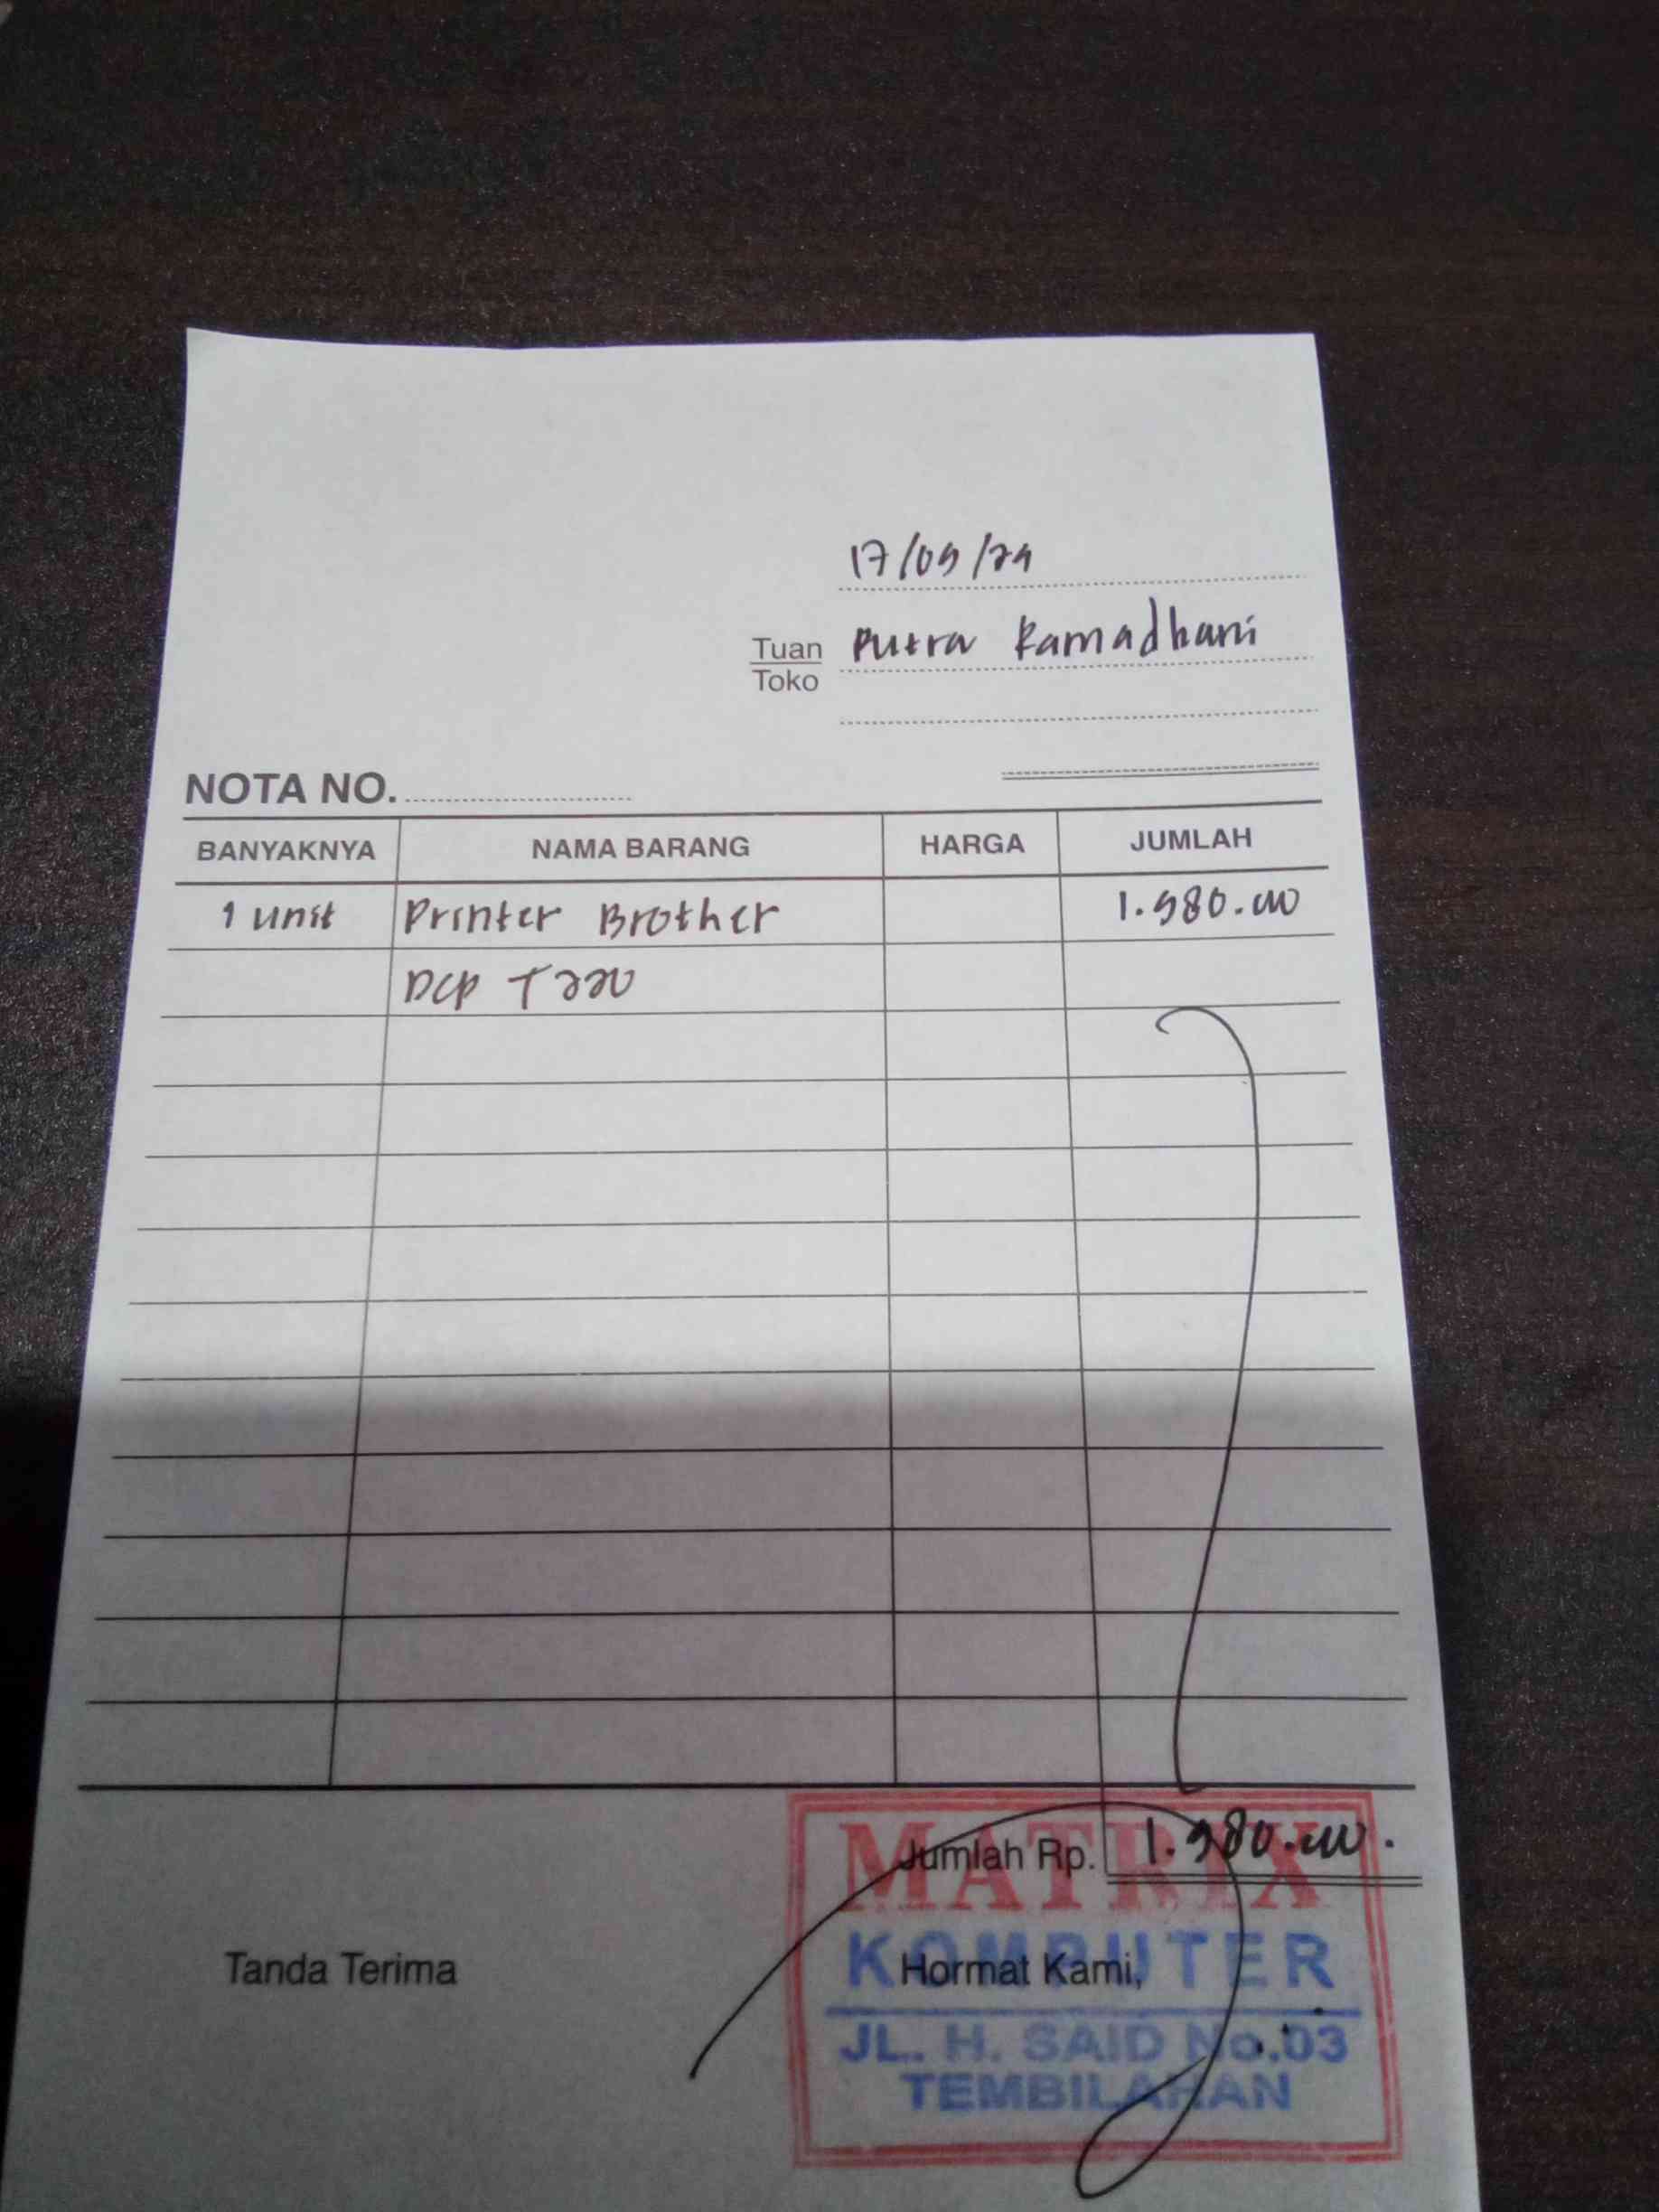 17/09/24
Tuan Putra Ramadhani
Toko
NOTA NO.
BANYAKNYA NAMA BARANG HARGA JUMLAH
1 unit Printer Brother 1.980.000
DCP T220
MATRIX
Jumlah Rp. 1.980.000.
KOMPUTER
Tanda Terima Hormat Kami,
JL. H. SAID No.03
TEMBILAHAN